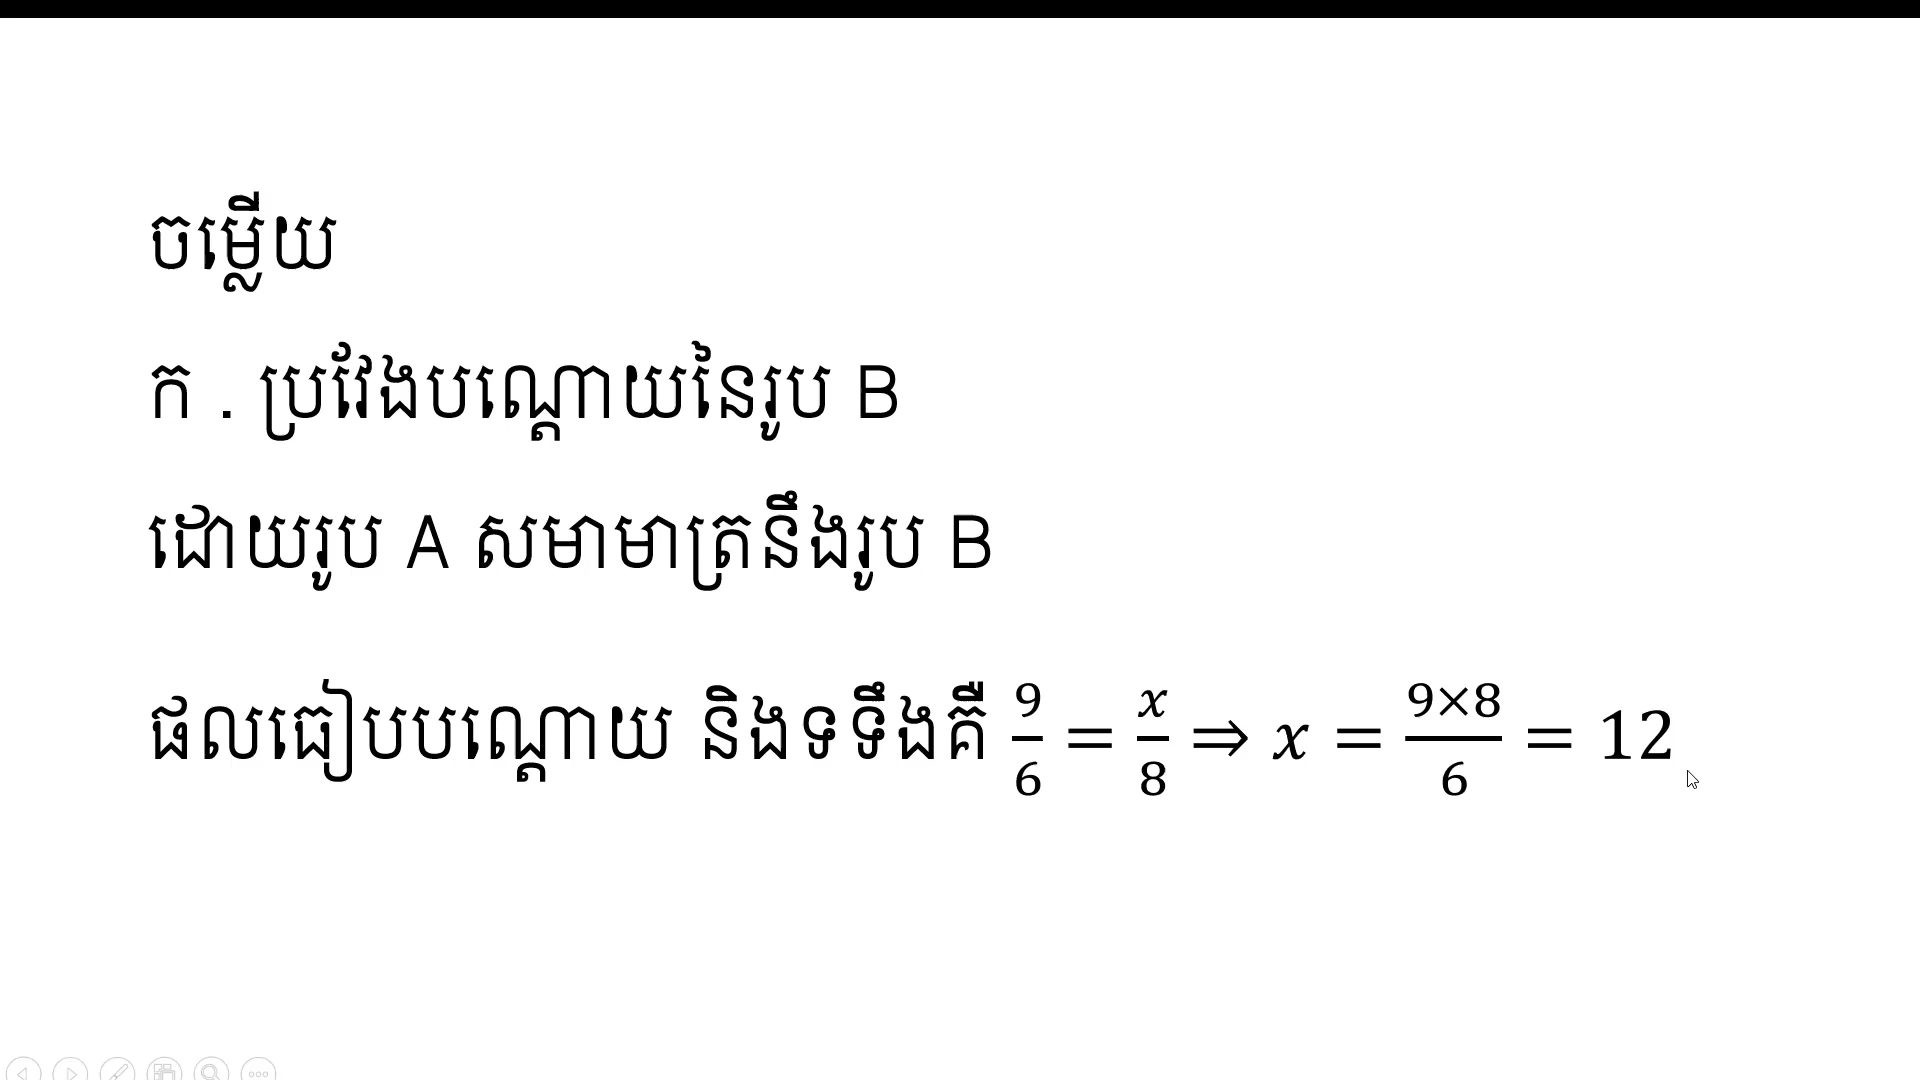 ចម្លើយ
ក . ប្រវែងបណ្តោយនៃរូប B
ដោយរូប A សមាមាត្រនឹងរូប B
ផលធៀបបណ្តោយ និងទទឹងគឺ 9/6 = x/8 ⇒ x = 9×8/6 = 12